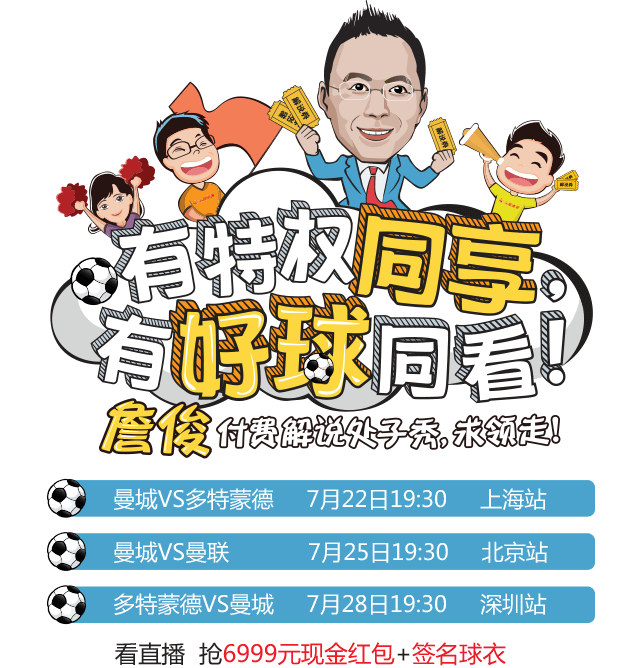 有特权同享,
有好球同看!
詹俊 付费解说处子秀,求领走!
曼城VS多特蒙德 7月22日19:30 上海站
曼城VS曼联 7月25日19:30 北京站
多特蒙德VS曼城 7月28日19:30 深圳站
看直播 抢6999元现金红包+签名球衣